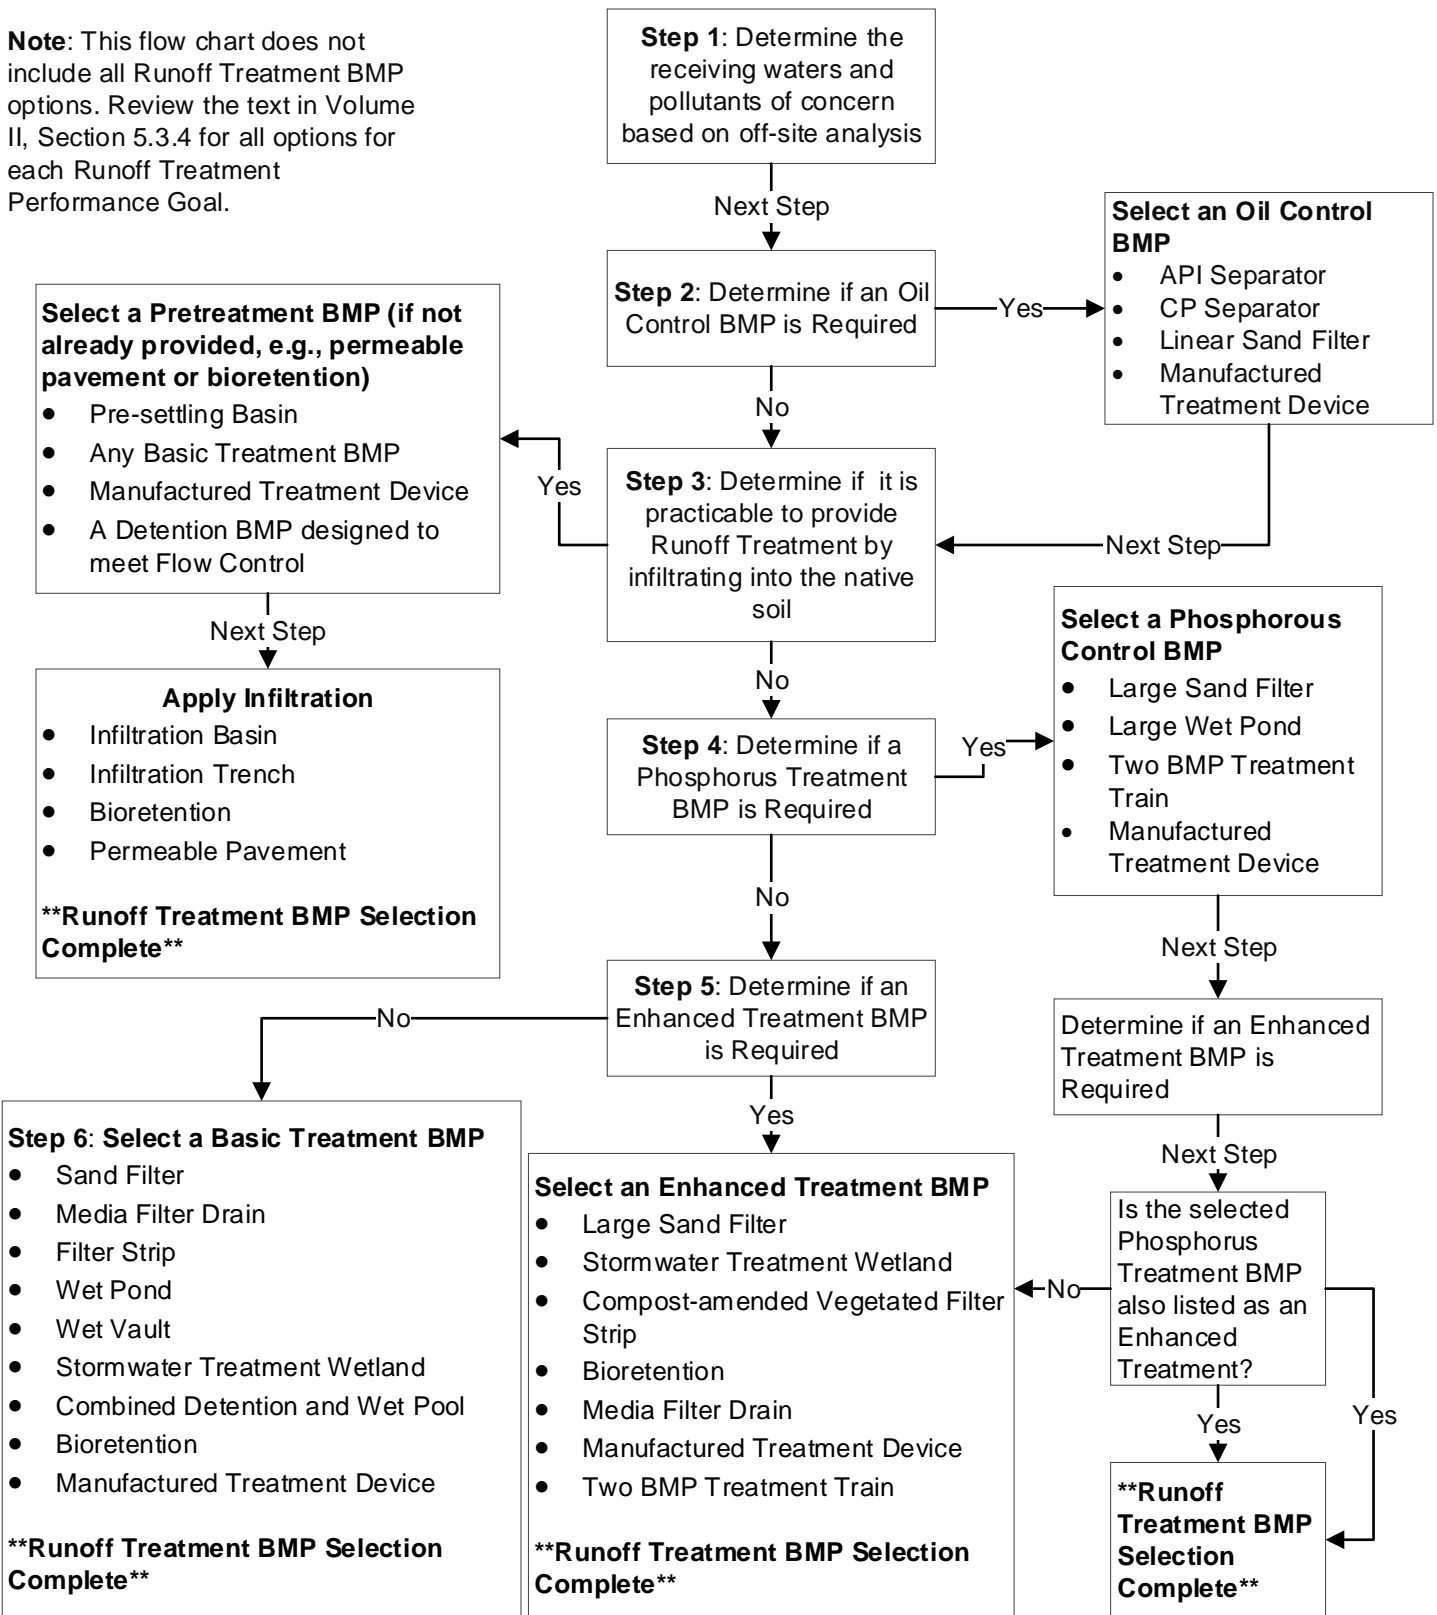 Note: This flow chart does not
include all Runoff Treatment BMP
options. Review the text in Volume
II, Section 5.3.4 for all options for
each Runoff Treatment
Performance Goal.
Step 1: Determine the
receiving waters and
pollutants of concern
based on off-site analysis
Next Step
Step 2: Determine if an Oil
Control BMP is Required
Yes
Select an Oil Control
BMP
• API Separator
• CP Separator
• Linear Sand Filter
• Manufactured
Treatment Device
Next Step
No
Step 3: Determine if it is
practicable to provide
Runoff Treatment by
infiltrating into the native
soil
Yes
Select a Pretreatment BMP (if not
already provided, e.g., permeable
pavement or bioretention)
• Pre-settling Basin
• Any Basic Treatment BMP
• Manufactured Treatment Device
• A Detention BMP designed to
meet Flow Control
Next Step
Apply Infiltration
• Infiltration Basin
• Infiltration Trench
• Bioretention
• Permeable Pavement
**Runoff Treatment BMP Selection
Complete**
No
Step 4: Determine if a
Phosphorus Treatment
BMP is Required
Yes
Select a Phosphorous
Control BMP
• Large Sand Filter
• Large Wet Pond
• Two BMP Treatment
Train
• Manufactured
Treatment Device
Next Step
Determine if an Enhanced
Treatment BMP is
Required
Next Step
Is the selected
Phosphorus
Treatment BMP
also listed as an
Enhanced
Treatment?
No
Yes
Yes
**Runoff
Treatment BMP
Selection
Complete**
No
Step 5: Determine if an
Enhanced Treatment BMP
is Required
No
Yes
Step 6: Select a Basic Treatment BMP
• Sand Filter
• Media Filter Drain
• Filter Strip
• Wet Pond
• Wet Vault
• Stormwater Treatment Wetland
• Combined Detention and Wet Pool
• Bioretention
• Manufactured Treatment Device
**Runoff Treatment BMP Selection
Complete**
Select an Enhanced Treatment BMP
• Large Sand Filter
• Stormwater Treatment Wetland
• Compost-amended Vegetated Filter
Strip
• Bioretention
• Media Filter Drain
• Manufactured Treatment Device
• Two BMP Treatment Train
**Runoff Treatment BMP Selection
Complete**